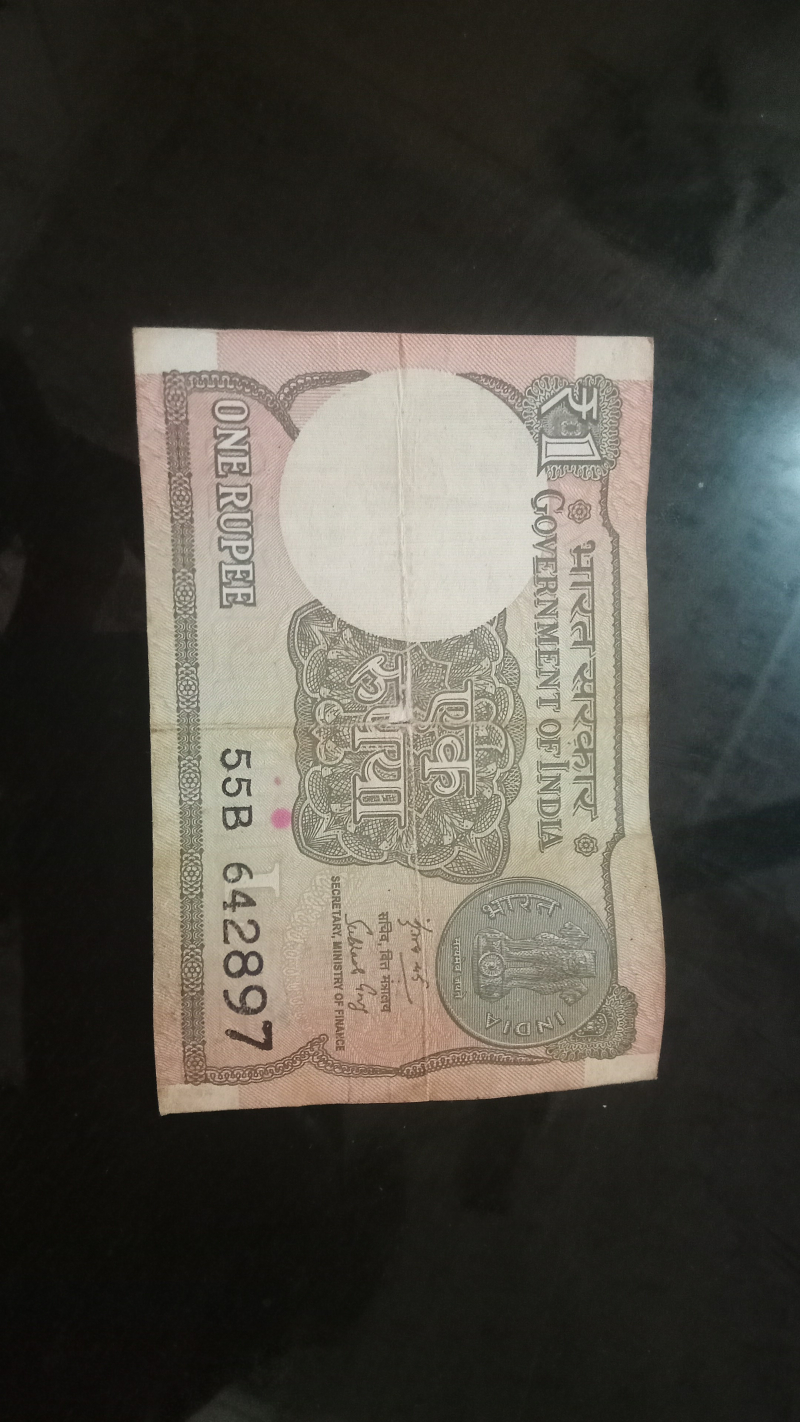 भारत सरकार
₹1 GOVERNMENT OF INDIA
भारत
सत्यमेव जयते
INDIA
एक
रुपया
सचिव, वित्त मंत्रालय
SECRETARY, MINISTRY OF FINANCE
1
ONE RUPEE
55B 642897